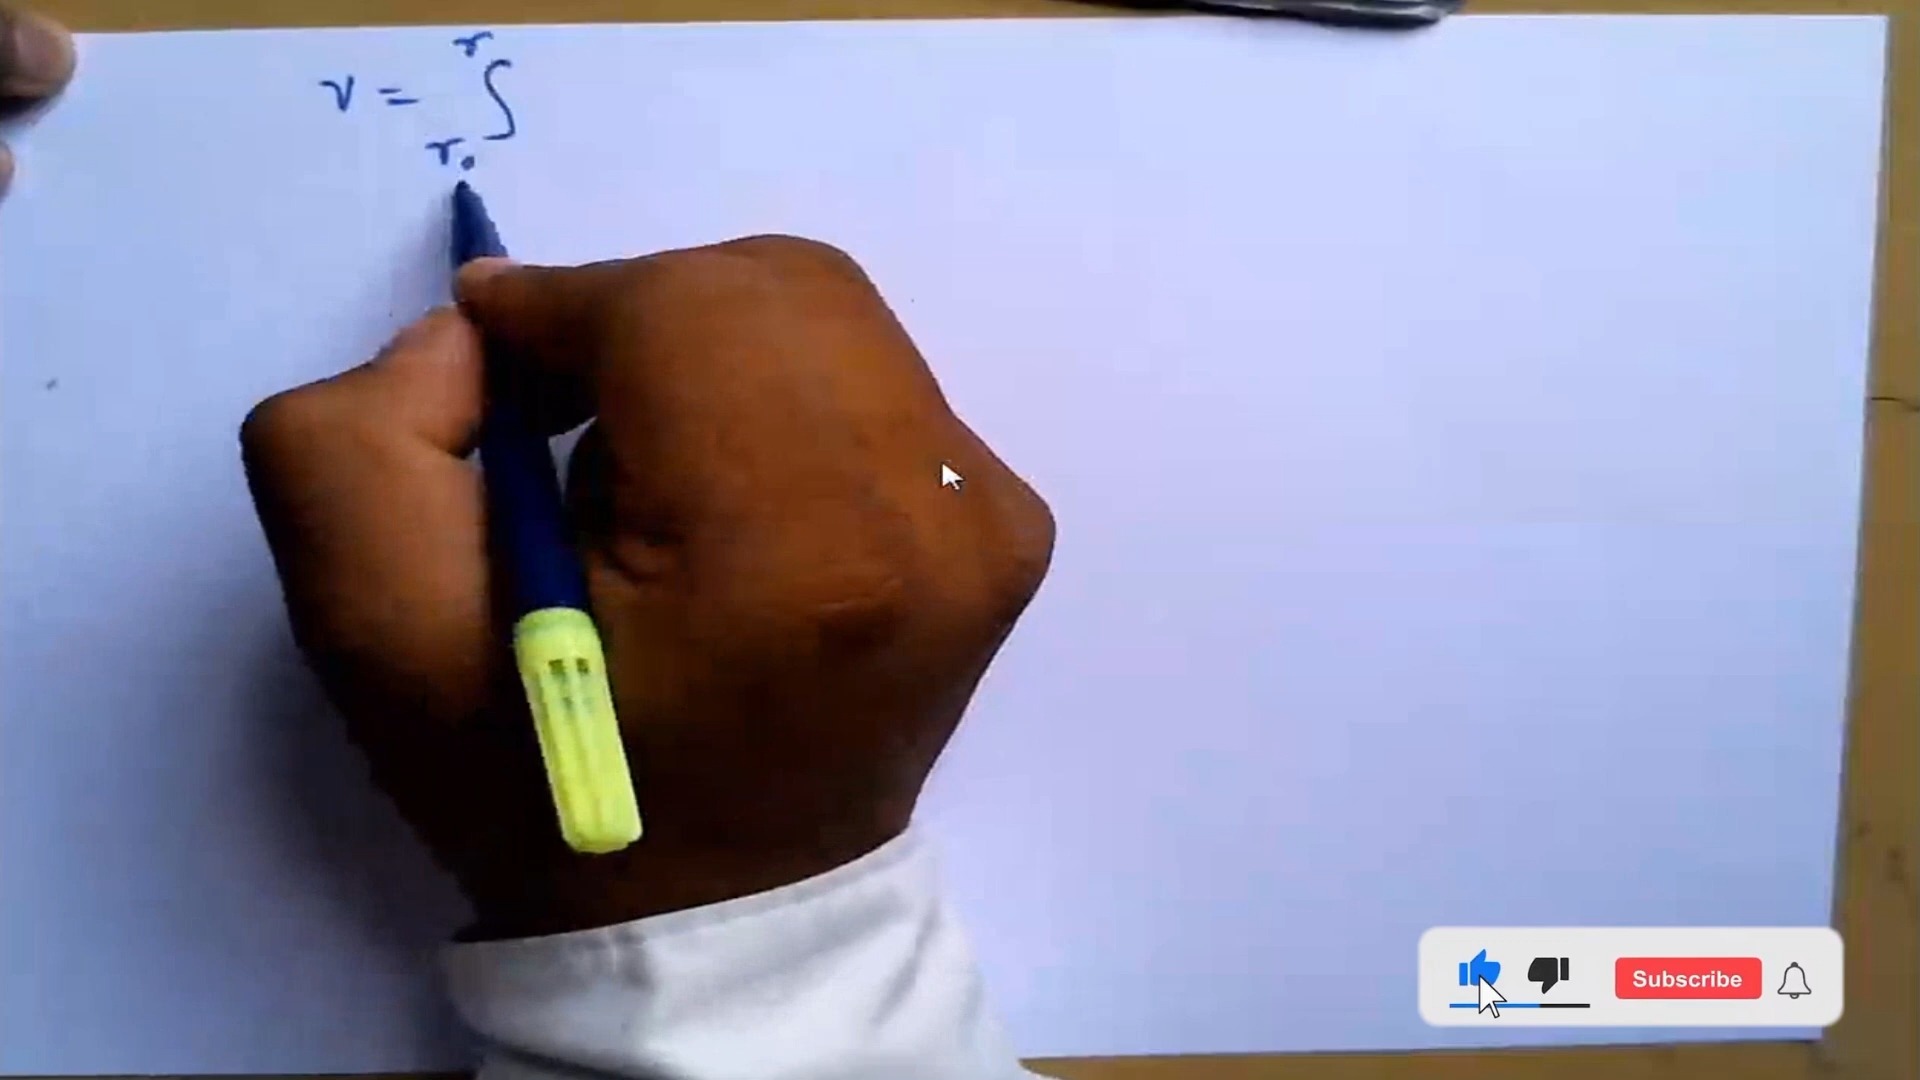 v = ∫
r
r₀
Subscribe